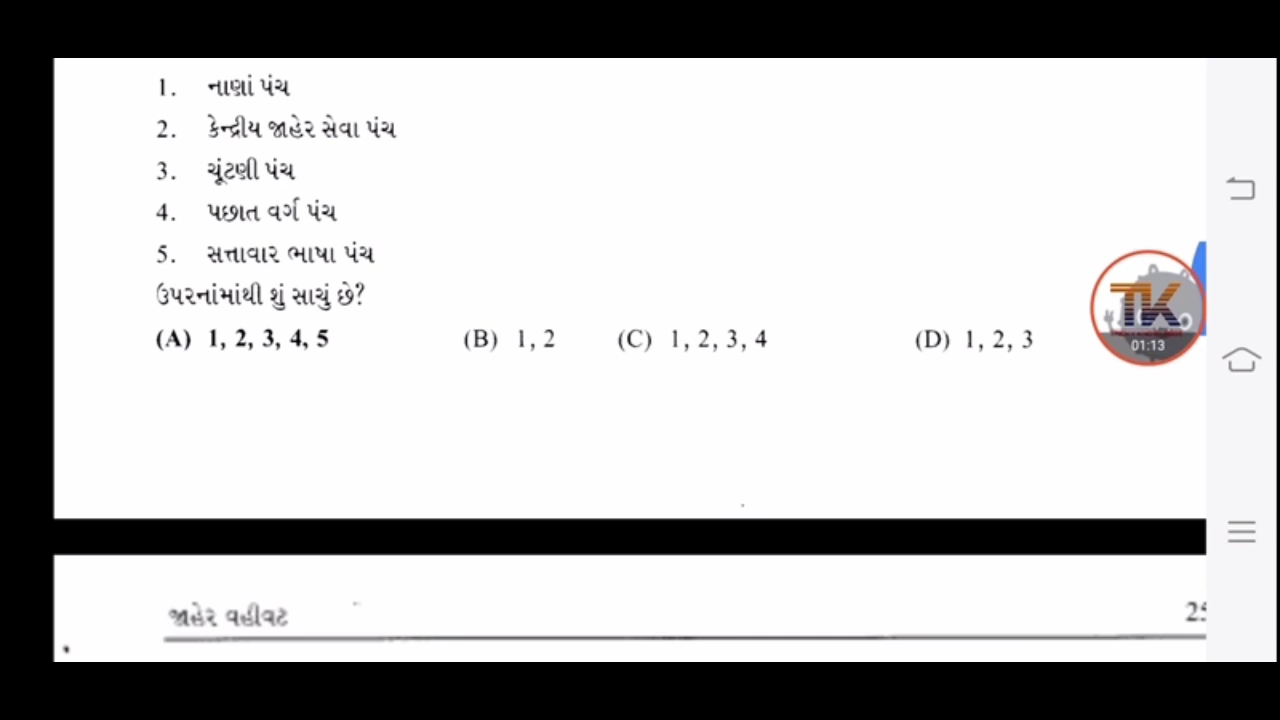 1. નાણાં પંચ
2. કેન્દ્રીય જાહેર સેવા પંચ
3. ચૂંટણી પંચ
4. પછાત વર્ગ પંચ
5. સત્તાવાર ભાષા પંચ
ઉપરનાંમાંથી શું સાચું છે?
(A) 1, 2, 3, 4, 5 (B) 1, 2 (C) 1, 2, 3, 4 (D) 1, 2, 3
TK
01:13
જાહેર વહીવટ